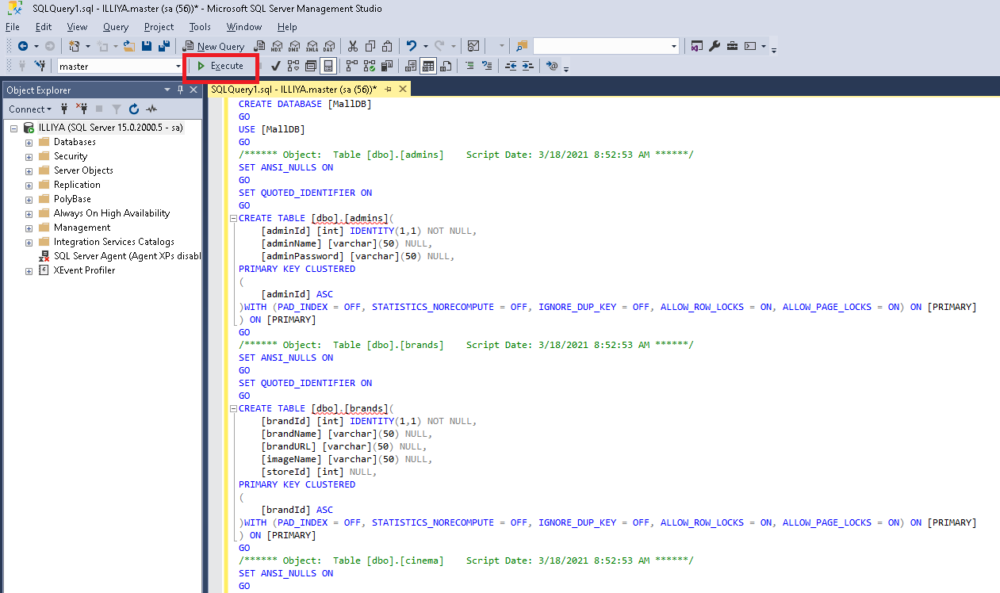 SQLQuery1.sql - ILLIYA.master (sa (56))* - Microsoft SQL Server Management Studio
File Edit View Query Project Tools Window Help
New Query MDX DMX XMLA DAX
master Execute
Object Explorer
SQLQuery1.sql - ILLIYA.master (sa (56))*
Connect
ILLIYA (SQL Server 15.0.2000.5 - sa)
Databases
Security
Server Objects
Replication
PolyBase
Always On High Availability
Management
Integration Services Catalogs
SQL Server Agent (Agent XPs disabl
XEvent Profiler
CREATE DATABASE [MallDB]
GO
USE [MallDB]
GO
/****** Object:  Table [dbo].[admins]    Script Date: 3/18/2021 8:52:53 AM ******/
SET ANSI_NULLS ON
GO
SET QUOTED_IDENTIFIER ON
GO
CREATE TABLE [dbo].[admins](
[adminId] [int] IDENTITY(1,1) NOT NULL,
[adminName] [varchar](50) NULL,
[adminPassword] [varchar](50) NULL,
PRIMARY KEY CLUSTERED
(
[adminId] ASC
)WITH (PAD_INDEX = OFF, STATISTICS_NORECOMPUTE = OFF, IGNORE_DUP_KEY = OFF, ALLOW_ROW_LOCKS = ON, ALLOW_PAGE_LOCKS = ON) ON [PRIMARY]
) ON [PRIMARY]
GO
/****** Object:  Table [dbo].[brands]    Script Date: 3/18/2021 8:52:53 AM ******/
SET ANSI_NULLS ON
GO
SET QUOTED_IDENTIFIER ON
GO
CREATE TABLE [dbo].[brands](
[brandId] [int] IDENTITY(1,1) NOT NULL,
[brandName] [varchar](50) NULL,
[brandURL] [varchar](50) NULL,
[imageName] [varchar](50) NULL,
[storeId] [int] NULL,
PRIMARY KEY CLUSTERED
(
[brandId] ASC
)WITH (PAD_INDEX = OFF, STATISTICS_NORECOMPUTE = OFF, IGNORE_DUP_KEY = OFF, ALLOW_ROW_LOCKS = ON, ALLOW_PAGE_LOCKS = ON) ON [PRIMARY]
) ON [PRIMARY]
GO
/****** Object:  Table [dbo].[cinema]    Script Date: 3/18/2021 8:52:53 AM ******/
SET ANSI_NULLS ON
GO